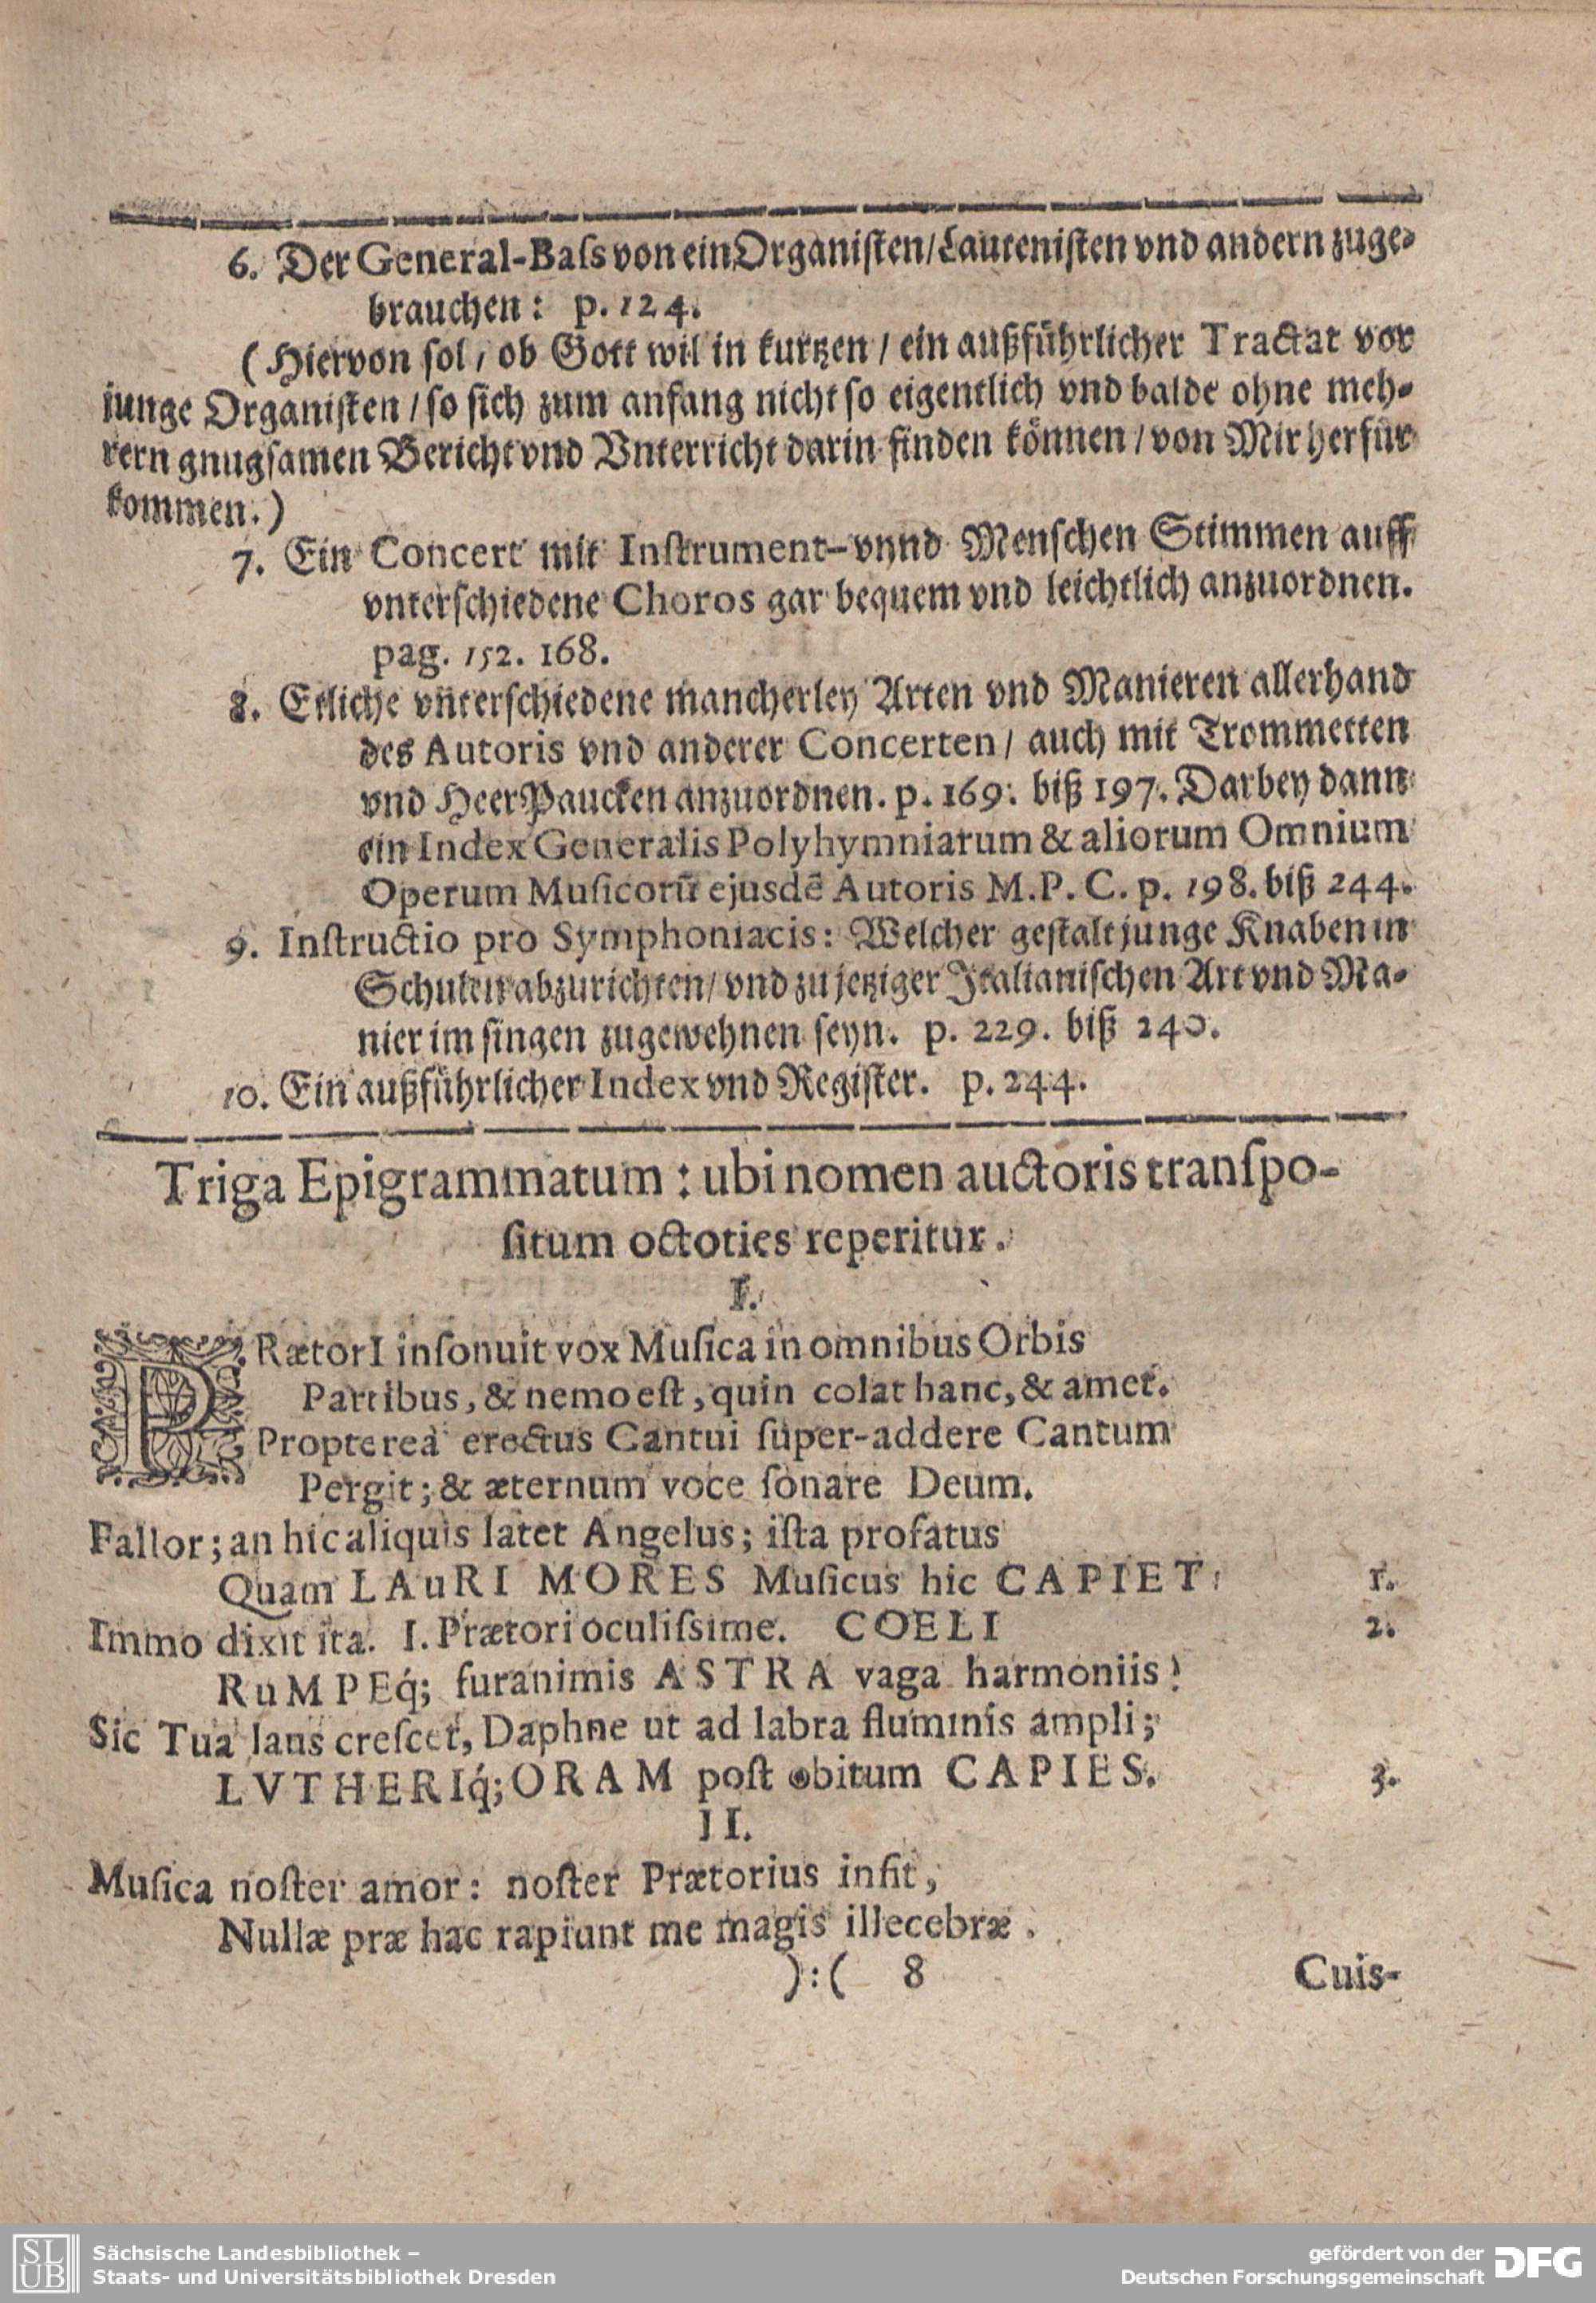 6. Der General-Baſs von ein Organiſten/Lauteniſten vnd andern zuge-
brauchen: p. 124.
(Hiervon ſol/ ob Gott wil in kurtzen/ ein außführlicher Tractat vor
junge Organiſten/ ſo ſich zum anfang nicht ſo eigentlich vnd balde ohne meh-
rern gnugſamen Bericht vnd Vnterricht darin finden können/ von Mir herfür
kommen.)
7. Ein Concert mit Inſtrument- vnnd Menſchen Stimmen auff
vnterſchiedene Choros gar bequem vnd leichtlich anzuordnen.
pag. 152. 168.
8. Etliche vnterſchiedene mancherley Arten vnd Manieren allerhand
des Autoris vnd anderer Concerten/ auch mit Trommetten
vnd HeerPaucken anzuordnen. p. 169. biß 197. Darbey dann
ein Index Generalis Polyhymniarum & aliorum Omnium
Operum Muſicorũ ejusdẽ Autoris M. P. C. p. 198. biß 244.
9. Inſtructio pro Symphoniacis: Welcher geſtalt junge Knaben in
Schulen abzurichten/ vnd zu jetziger Italianiſchen Art vnd Ma-
nier im ſingen zugewehnen ſeyn. p. 229. biß 240.
10. Ein außführlicher Index vnd Regiſter. p. 244.
Triga Epigrammatum: ubi nomen auctoris tranſpo-
ſitum octoties reperitur.
I.
PRætorI inſonuit vox Muſica in omnibus Orbis
Partibus, & nemo eſt, quin colat hanc, & amet.
Propterea erectus Cantui ſuper-addere Cantum
Pergit; & æternum voce ſonare Deum.
Fallor; an hic aliquis latet Angelus; iſta profatus
Quam LAuRI MORES Muſicus hic CAPIET. 1.
Immo dixit ita. I. Prætori oculiſsime. COELI 2.
RuMPEq́; furanimis ASTRA vaga harmoniis!
Sic Tua laus creſcet, Daphne ut ad labra fluminis ampli;
LVTHERIq́; ORAM poſt obitum CAPIES. 3.
II.
Muſica noſter amor: noſter Prætorius infit,
Nullæ præ hac rapiunt me magis illecebræ.
):( 8 Cuis-
SLUB
Sächsische Landesbibliothek –
Staats- und Universitätsbibliothek Dresden
gefördert von der
Deutschen Forschungsgemeinschaft DFG